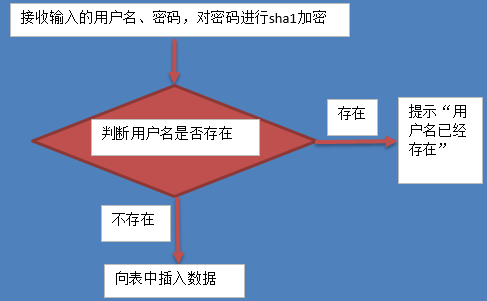 接收输入的用户名、密码，对密码进行sha1加密
判断用户名是否存在
存在
提示“用
户名已经
存在”
不存在
向表中插入数据